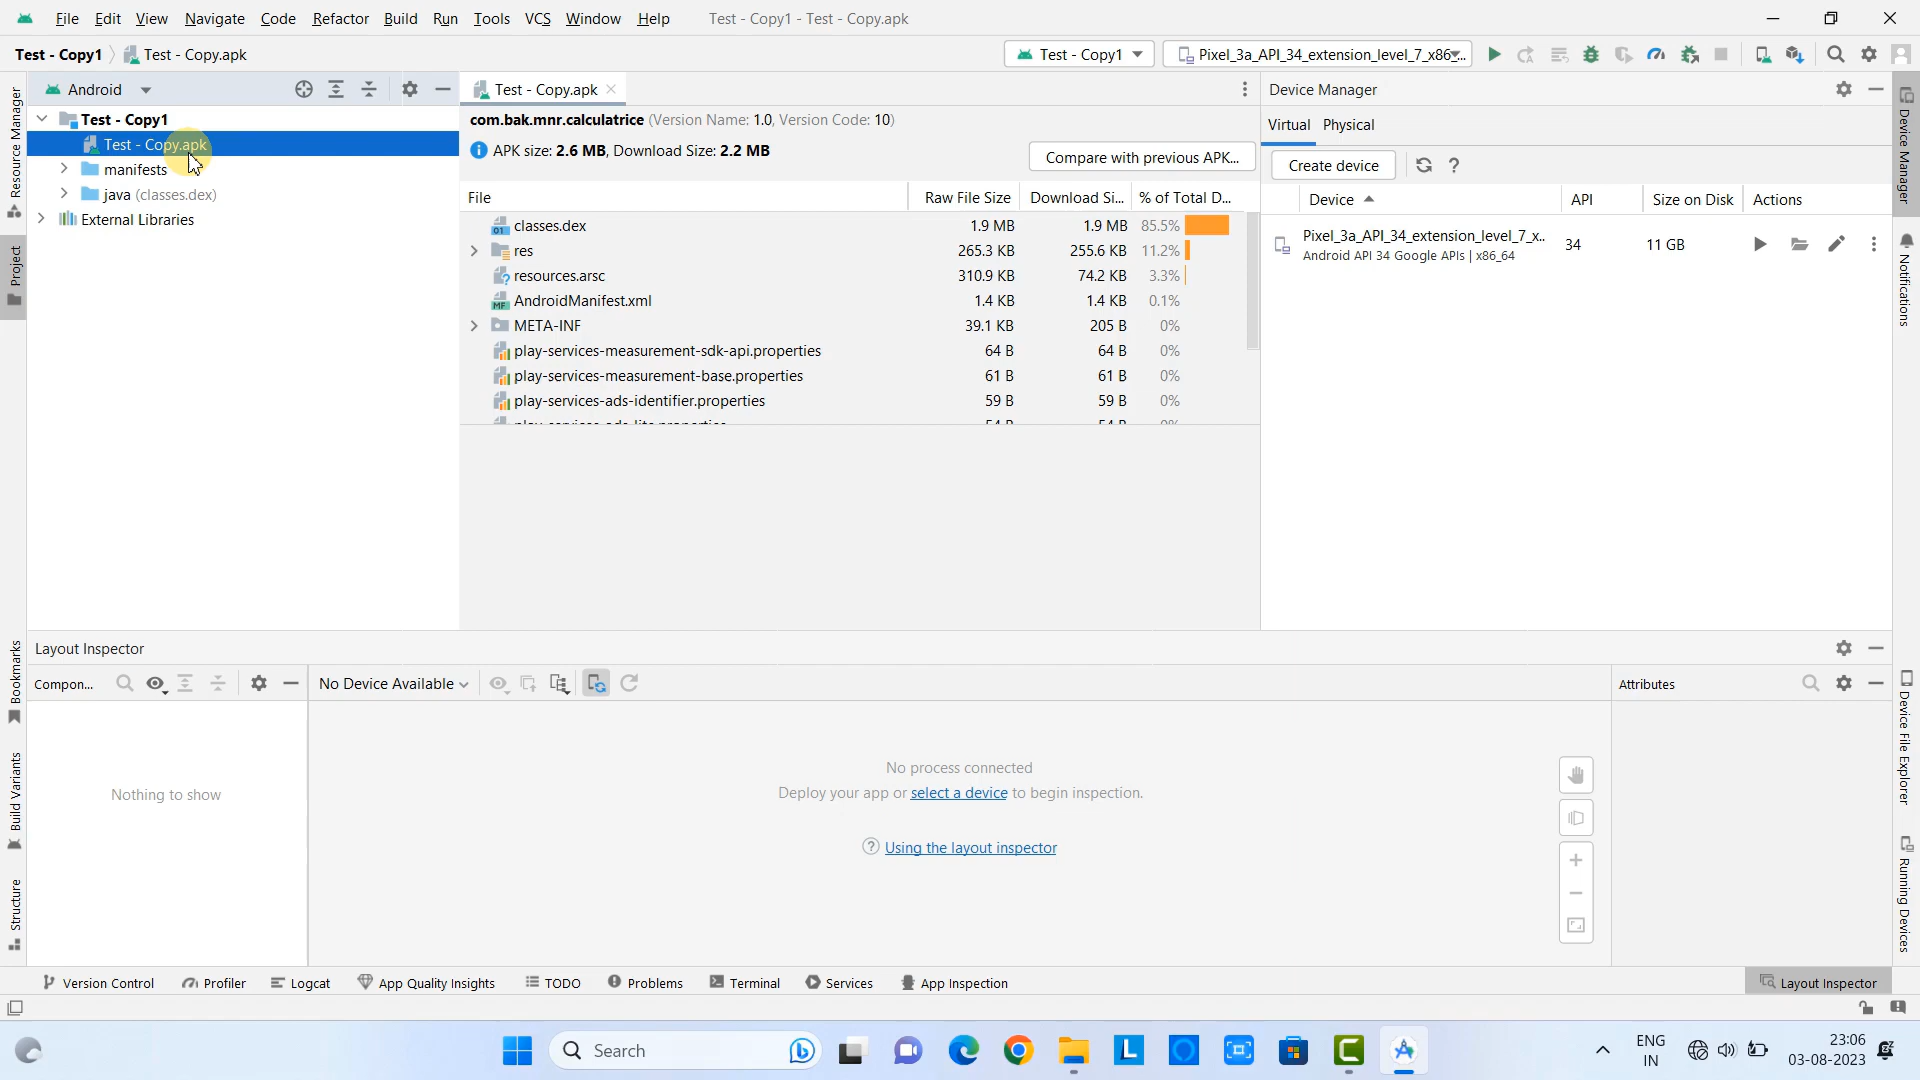 File Edit View Navigate Code Refactor Build Run Tools VCS Window Help Test - Copy1 - Test - Copy.apk
Test - Copy1 Test - Copy.apk Test - Copy1 Pixel_3a_API_34_extension_level_7_x86_...
Android
Test - Copy.apk
Device Manager
Test - Copy1
Test - Copy.apk
manifests
java (classes.dex)
External Libraries
com.bak.mnr.calculatrice (Version Name: 1.0, Version Code: 10)
APK size: 2.6 MB, Download Size: 2.2 MB
Compare with previous APK...
File Raw File Size Download Si... % of Total D...
classes.dex 1.9 MB 1.9 MB 85.5%
res 265.3 KB 255.6 KB 11.2%
resources.arsc 310.9 KB 74.2 KB 3.3%
AndroidManifest.xml 1.4 KB 1.4 KB 0.1%
META-INF 39.1 KB 205 B 0%
play-services-measurement-sdk-api.properties 64 B 64 B 0%
play-services-measurement-base.properties 61 B 61 B 0%
play-services-ads-identifier.properties 59 B 59 B 0%
Virtual Physical
Create device
Device API Size on Disk Actions
Pixel_3a_API_34_extension_level_7_x... 34 11 GB
Android API 34 Google APIs | x86_64
Resource Manager
Project
Bookmarks
Build Variants
Structure
Device Manager
Notifications
Device File Explorer
Running Devices
Layout Inspector
Compon... No Device Available Attributes
Nothing to show
No process connected
Deploy your app or select a device to begin inspection.
Using the layout inspector
Version Control Profiler Logcat App Quality Insights TODO Problems Terminal Services App Inspection Layout Inspector
Search
ENG
IN
23:06
03-08-2023